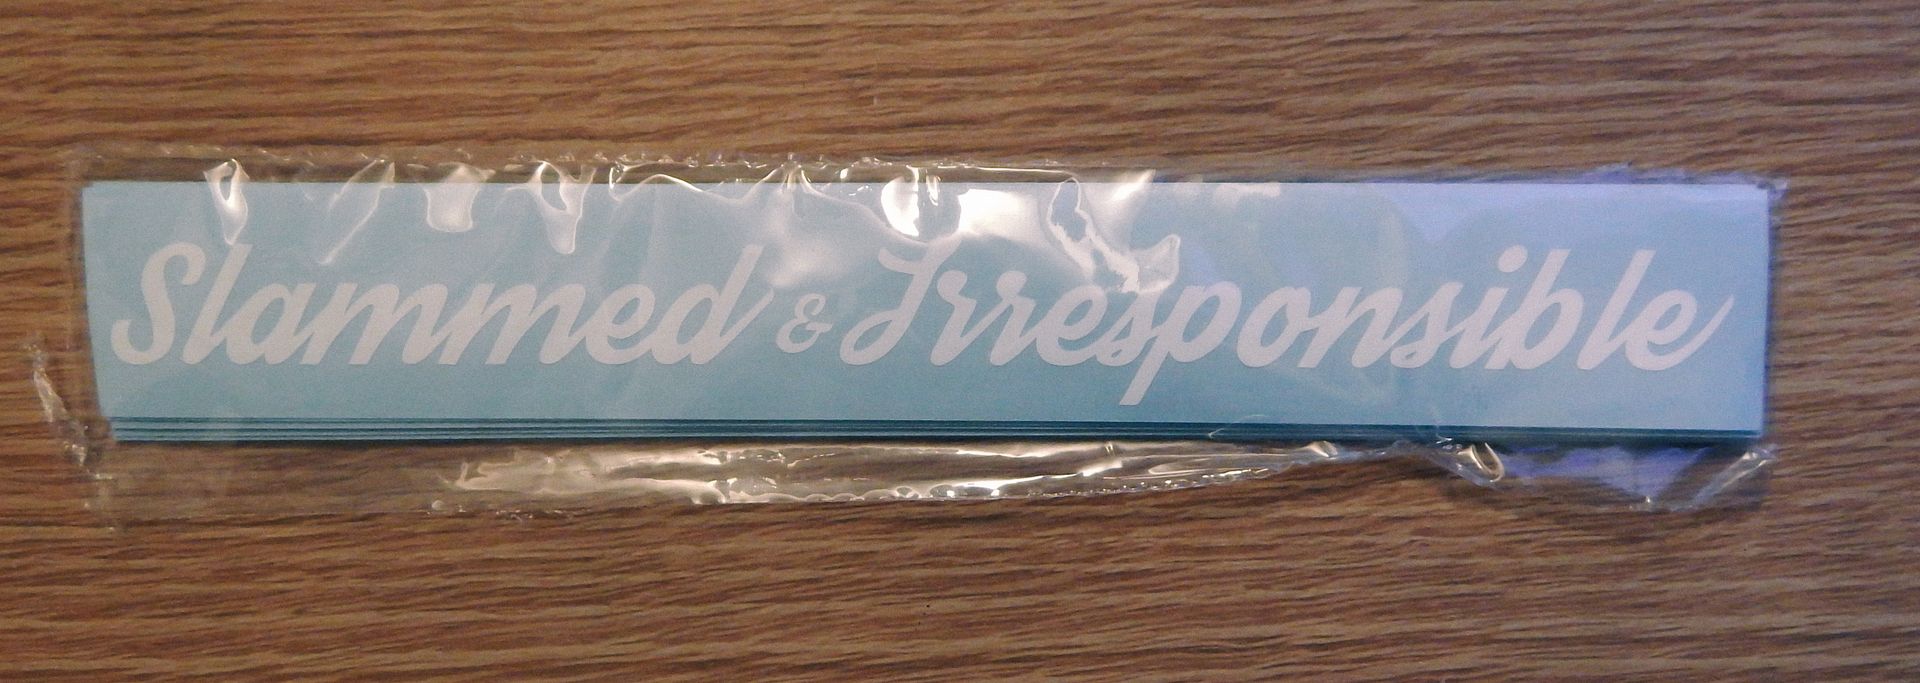 Slammed & Irresponsible